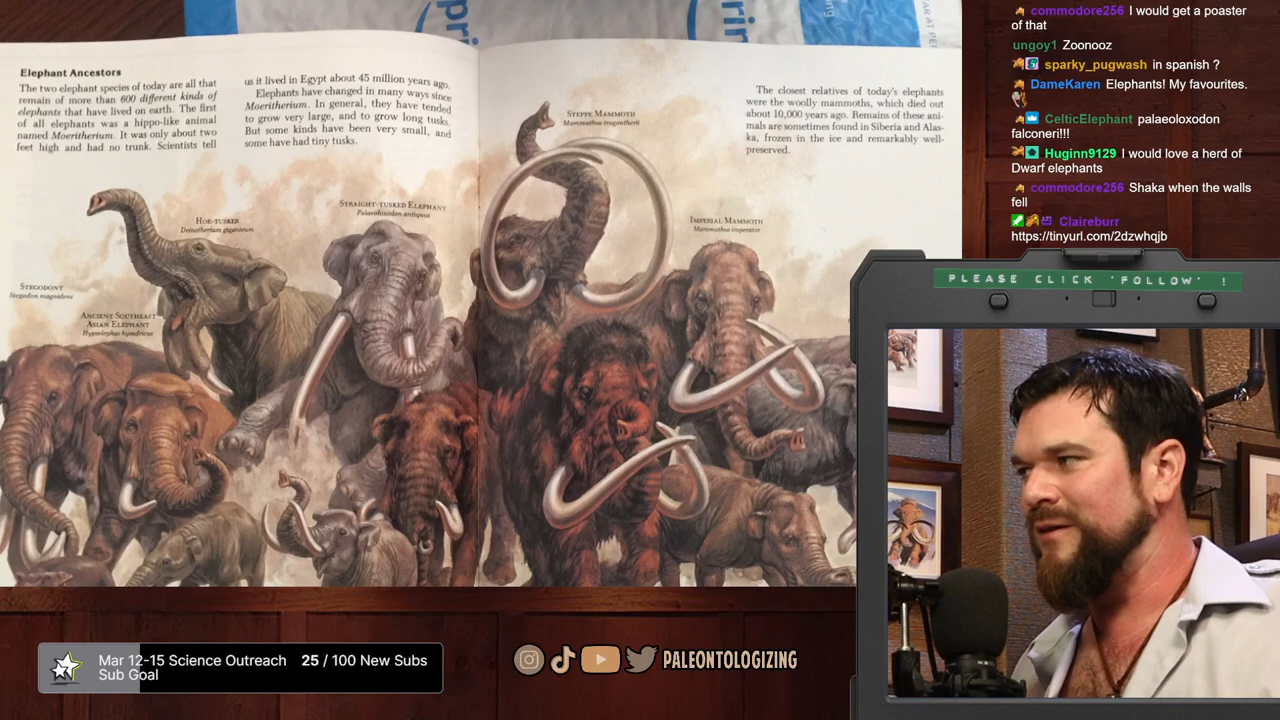 Elephant Ancestors
The two elephant species of today are all that
remain of more than 600 different kinds of
elephants that have lived on earth. The first
of all elephants was a hippo-like animal
named Moeritherium. It was only about two
feet high and had no trunk. Scientists tell
us it lived in Egypt about 45 million years ago.
Elephants have changed in many ways since
Moeritherium. In general, they have tended
to grow very large, and to grow long tusks.
But some kinds have been very small, and
some have had tiny tusks.
The closest relatives of today's elephants
were the woolly mammoths, which died out
about 10,000 years ago. Remains of these ani-
mals are sometimes found in Siberia and Alas-
ka, frozen in the ice and remarkably well-
preserved.
STEPPE MAMMOTH
Mammuthus trogontherii
HOE-TUSKER
Deinotherium giganteum
STRAIGHT-TUSKED ELEPHANT
Palaeoloxodon antiquus
IMPERIAL MAMMOTH
Mammuthus imperator
STEGODONT
Stegodon magnidens
ANCIENT SOUTHEAST
ASIAN ELEPHANT
Hypselephas hysudricus
commodore256 I would get a poaster
of that
ungoy1 Zoonooz
sparky_pugwash in spanish ?
DameKaren Elephants! My favourites.
CelticElephant palaeoloxodon
falconeri!!!
Huginn9129 I would love a herd of
Dwarf elephants
commodore256 Shaka when the walls
fell
Claireburr
https://tinyurl.com/2dzwhqjb
PLEASE CLICK 'FOLLOW' !
Mar 12-15 Science Outreach 25 / 100 New Subs
Sub Goal
PALEONTOLOGIZING